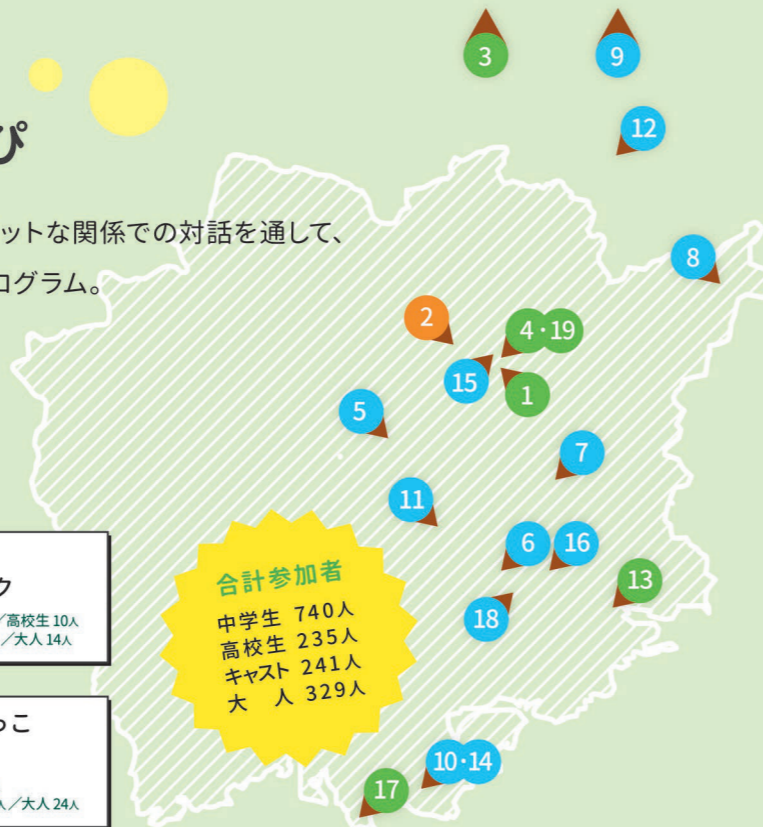 3
9
12
ぴ
ットな関係での対話を通して、
8
ログラム。
2
4・19
15
1
5
7
11
6
16
合計参加者
13
中学生 740人
高校生 235人
キャスト 241人
大 人 329人
18
ク
／高校生 10人
／大人 14人
っこ
人／大人 24人
10・14
17